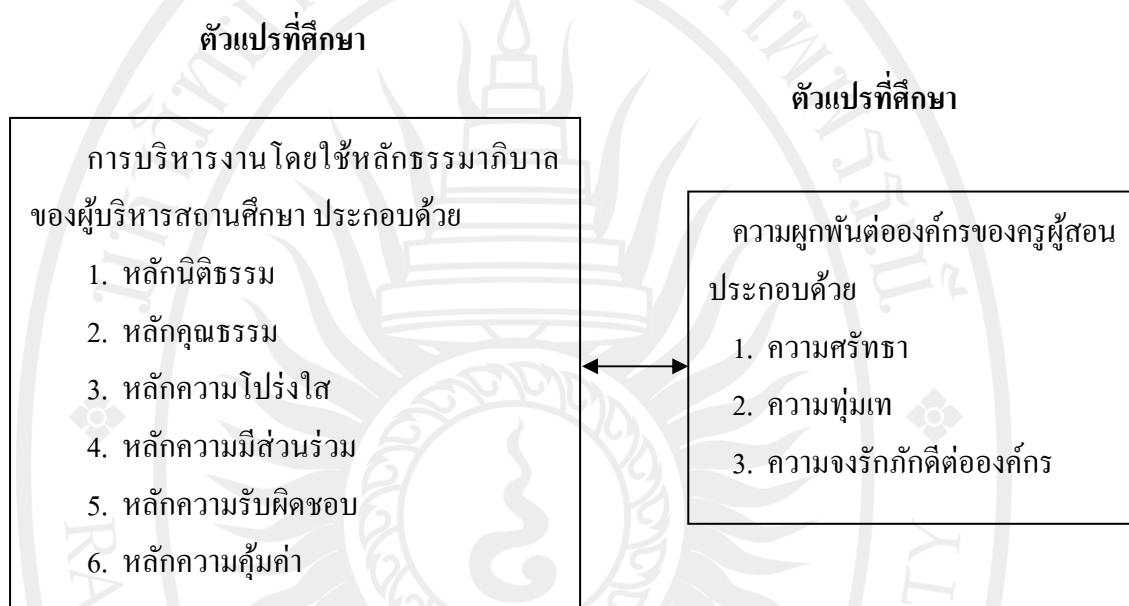 ตัวแปรที่ศึกษา
การบริหารงานโดยใช้หลักธรรมาภิบาล
ของผู้บริหารสถานศึกษา ประกอบด้วย
1. หลักนิติธรรม
2. หลักคุณธรรม
3. หลักความโปร่งใส
4. หลักความมีส่วนร่วม
5. หลักความรับผิดชอบ
6. หลักความคุ้มค่า
ตัวแปรที่ศึกษา
ความผูกพันต่อองค์กรของครูผู้สอน
ประกอบด้วย
1. ความศรัทธา
2. ความทุ่มเท
3. ความจงรักภักดีต่อองค์กร